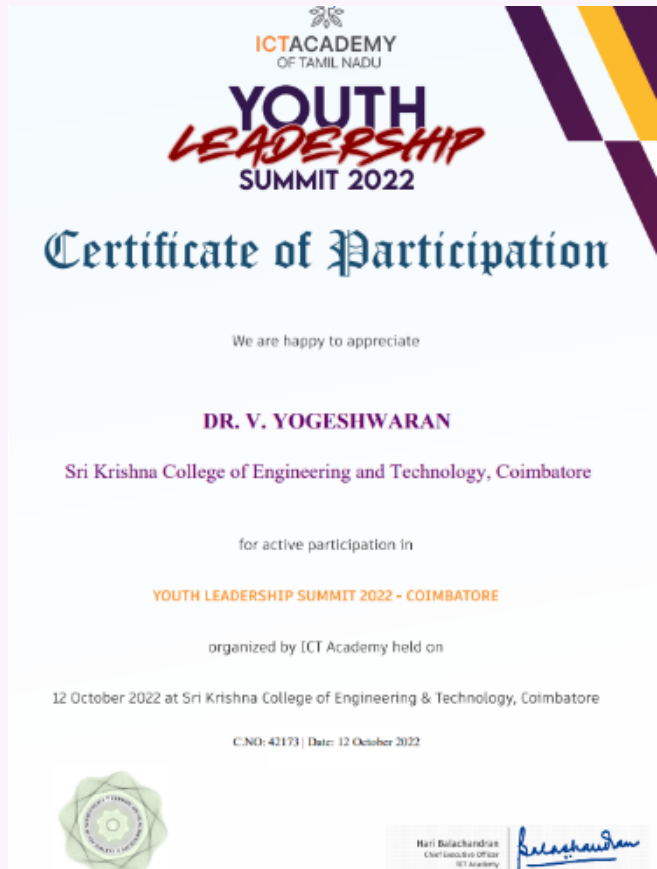 ICTACADEMY
OF TAMIL NADU
YOUTH
LEADERSHIP
SUMMIT 2022
Certificate of Participation
We are happy to appreciate
DR. V. YOGESHWARAN
Sri Krishna College of Engineering and Technology, Coimbatore
for active participation in
YOUTH LEADERSHIP SUMMIT 2022 - COIMBATORE
organized by ICT Academy held on
12 October 2022 at Sri Krishna College of Engineering & Technology, Coimbatore
C.NO: 42173 | Date: 12 October 2022
Hari Balachandran
Chief Executive Officer
ICT Academy
Balachandran